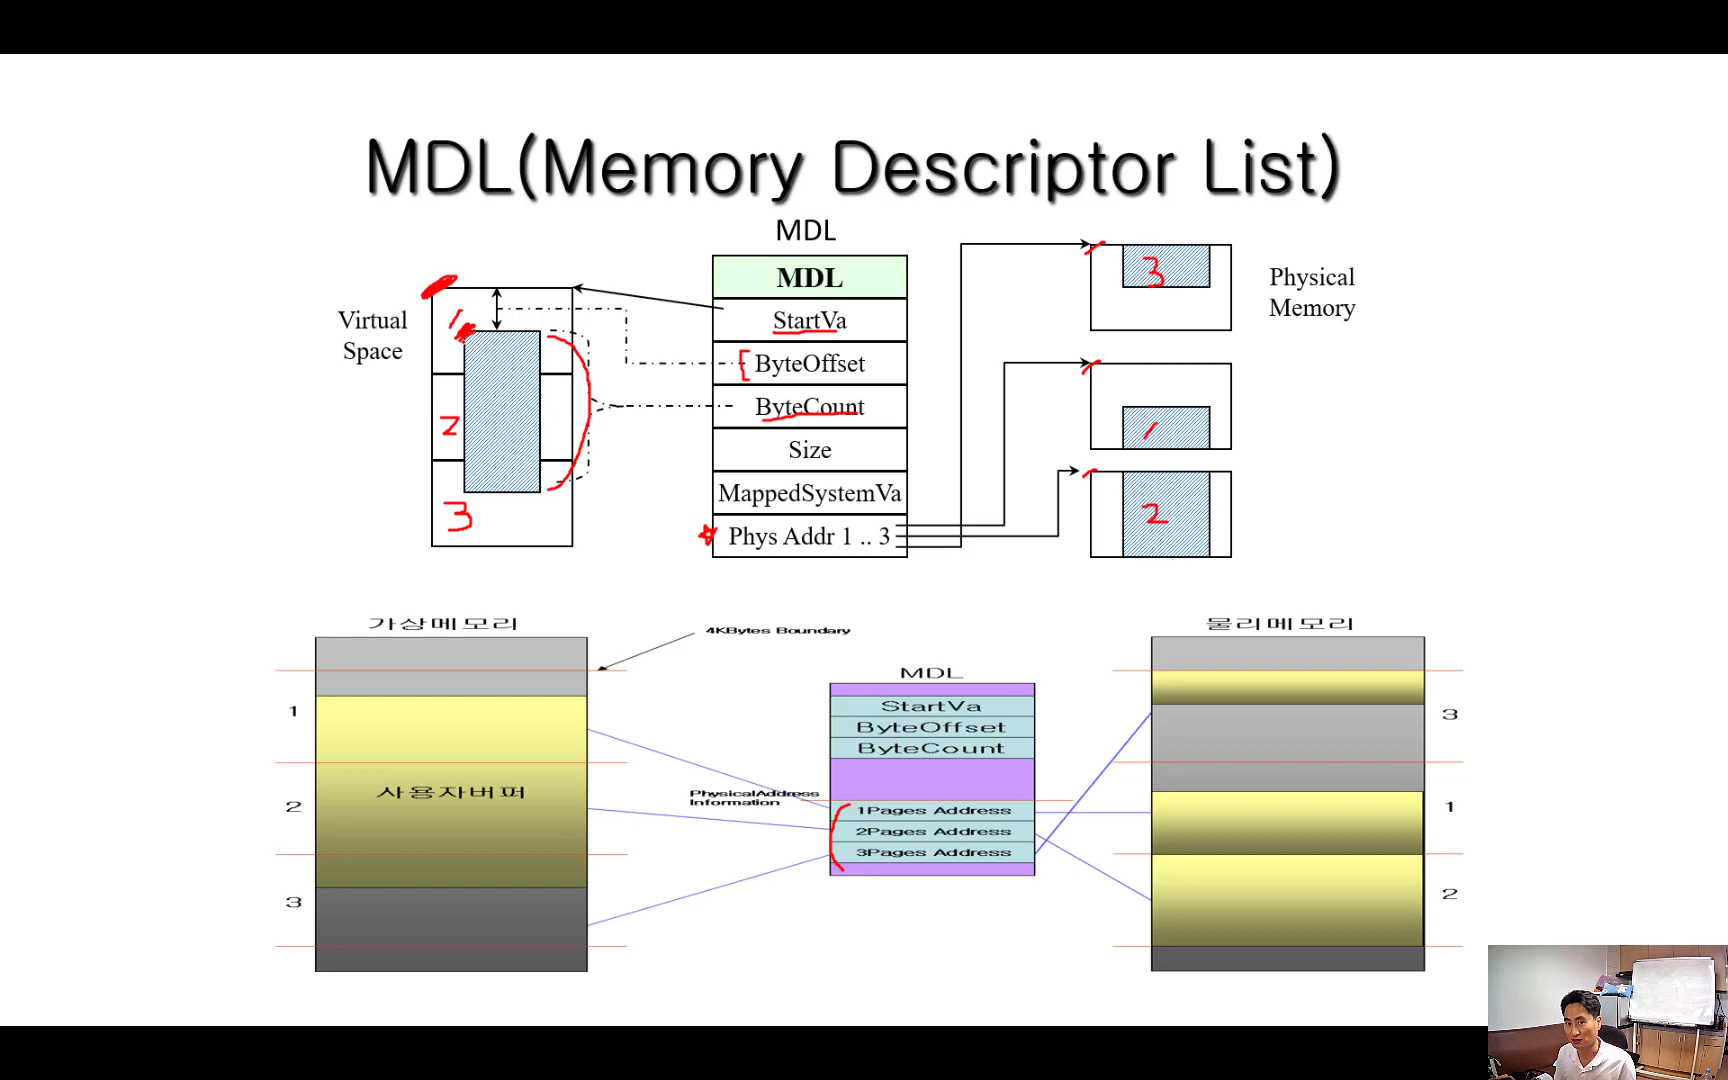 MDL(Memory Descriptor List)
MDL
MDL
StartVa
ByteOffset
ByteCount
Size
MappedSystemVa
Phys Addr 1 .. 3
Virtual
Space
1
2
3
Physical
Memory
3
1
2
가상메모리
4KBytes Boundary
1
2
3
사용자버퍼
MDL
StartVa
ByteOffset
ByteCount
PhysicalAddress
Information
1Pages Address
2Pages Address
3Pages Address
물리메모리
3
1
2